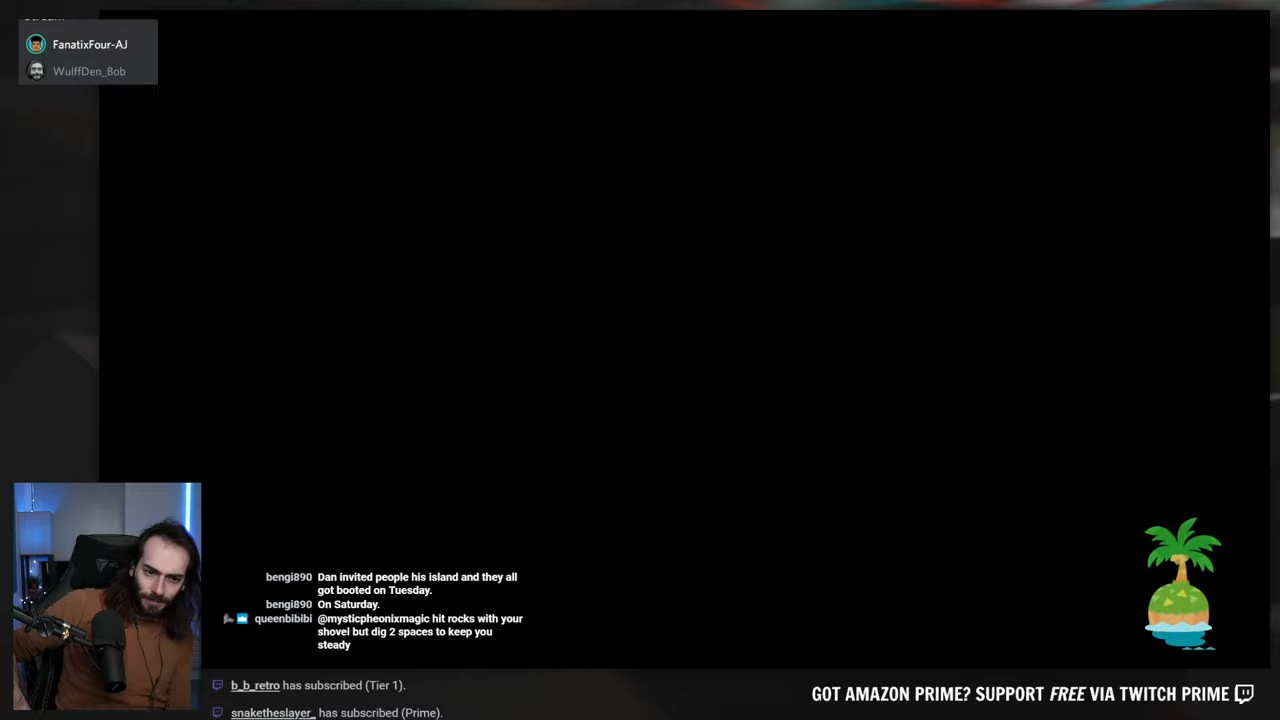 Stream
FanatixFour-AJ
WulffDen_Bob
bengi890 Dan invited people his island and they all
got booted on Tuesday.
bengi890 On Saturday.
queenbibibi @mysticpheonixmagic hit rocks with your
shovel but dig 2 spaces to keep you
steady
b_b_retro has subscribed (Tier 1).
snaketheslayer_ has subscribed (Prime).
GOT AMAZON PRIME? SUPPORT FREE VIA TWITCH PRIME